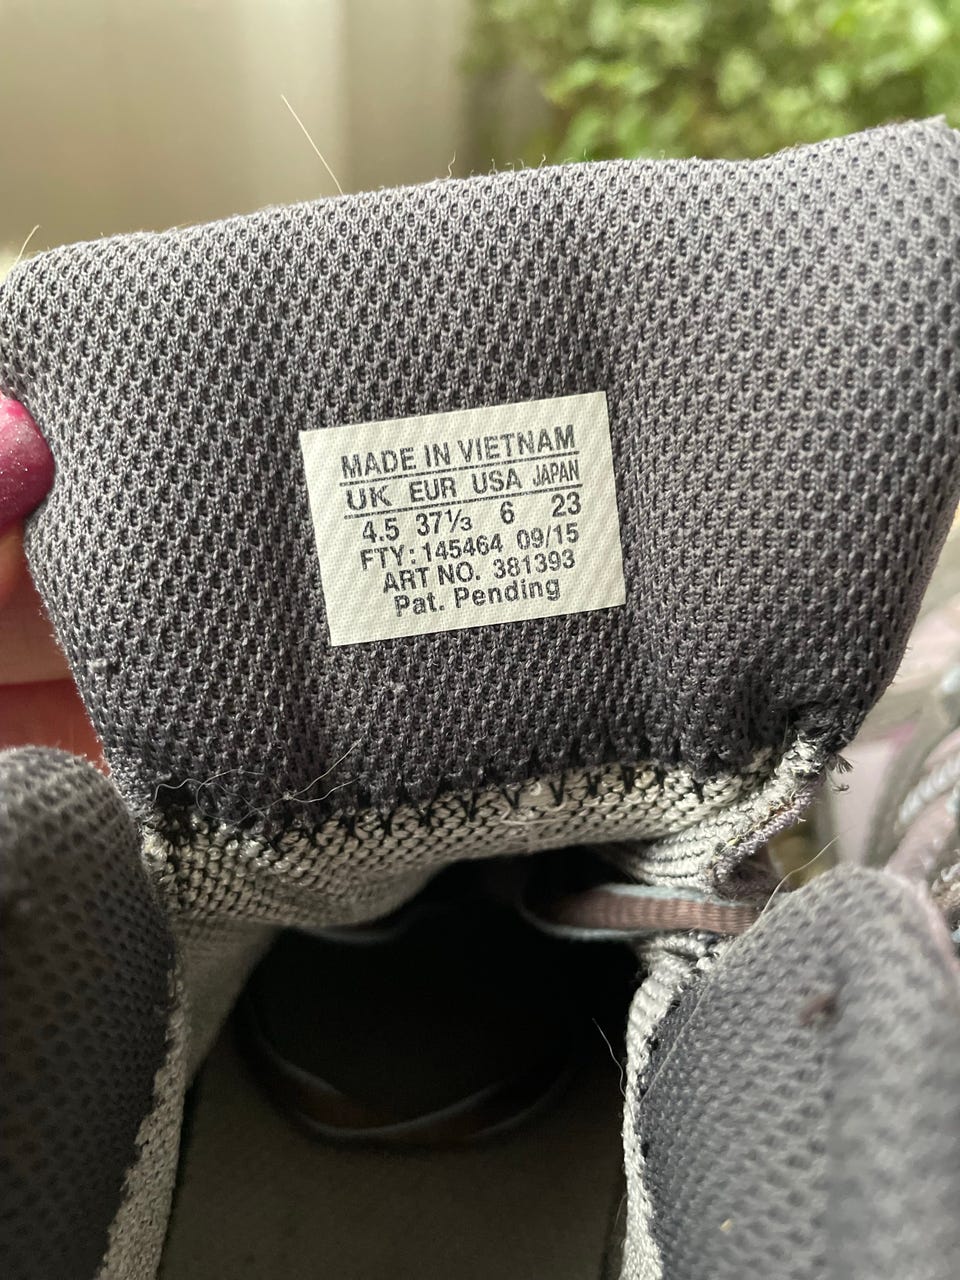 MADE IN VIETNAM
UK EUR USA JAPAN
4.5 37⅓ 6 23
FTY: 145464 09/15
ART NO. 381393
Pat. Pending